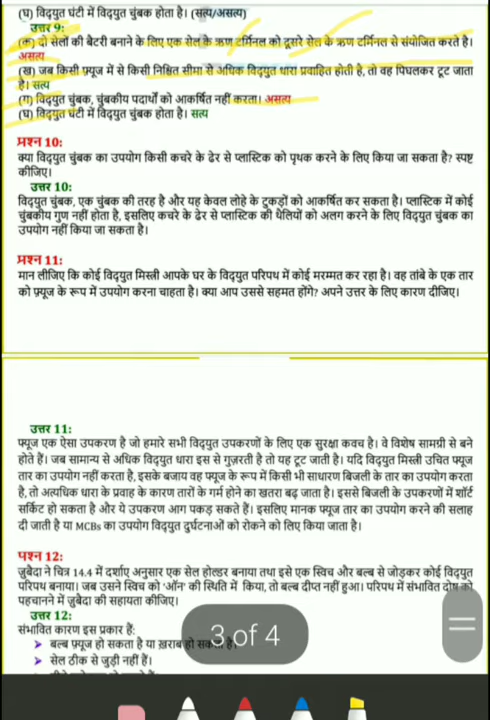 (घ) विद्युत घंटी में विद्युत चुंबक होता है। (सत्य/असत्य)
उत्तर 9:
(क) दो सेलों की बैटरी बनाने के लिए एक सेल के ऋण टर्मिनल को दूसरे सेल के ऋण टर्मिनल से संयोजित करते है।
असत्य
(ख) जब किसी फ़्यूज में से किसी निश्चित सीमा से अधिक विद्युत धारा प्रवाहित होती है, तो वह पिघलकर टूट जाता
है। सत्य
(ग) विद्युत चुंबक, चुंबकीय पदार्थों को आकर्षित नहीं करता। असत्य
(घ) विद्युत घंटी में विद्युत चुंबक होता है। सत्य
प्रश्न 10:
क्या विद्युत चुंबक का उपयोग किसी कचरे के ढेर से प्लास्टिक को पृथक करने के लिए किया जा सकता है? स्पष्ट
कीजिए।
उत्तर 10:
विद्युत चुंबक, एक चुंबक की तरह है और यह केवल लोहे के टुकड़ों को आकर्षित कर सकता है। प्लास्टिक में कोई
चुंबकीय गुण नहीं होता है, इसलिए कचरे के ढेर से प्लास्टिक की थैलियों को अलग करने के लिए विद्युत चुंबक का
उपयोग नहीं किया जा सकता है।
प्रश्न 11:
मान लीजिए कि कोई विद्युत मिस्त्री आपके घर के विद्युत परिपथ में कोई मरम्मत कर रहा है। वह तांबे के एक तार
को फ़्यूज के रूप में उपयोग करना चाहता है। क्या आप उससे सहमत होंगे? अपने उत्तर के लिए कारण दीजिए।
उत्तर 11:
फ्यूज एक ऐसा उपकरण है जो हमारे सभी विद्युत उपकरणों के लिए एक सुरक्षा कवच है। वे विशेष सामग्री से बने
होते हैं। जब सामान्य से अधिक विद्युत धारा इस से गुज़रती है तो यह टूट जाती है। यदि विद्युत मिस्त्री उचित फ्यूज
तार का उपयोग नहीं करता है, इसके बजाय वह फ्यूज के रूप में किसी भी साधारण बिजली के तार का उपयोग करता
है, तो अत्यधिक धारा के प्रवाह के कारण तारों के गर्म होने का खतरा बढ़ जाता है। इससे बिजली के उपकरणों में शॉर्ट
सर्किट हो सकता है और ये उपकरण आग पकड़ सकते हैं। इसलिए मानक फ्यूज तार का उपयोग करने की सलाह
दी जाती है या MCBs का उपयोग विद्युत दुर्घटनाओं को रोकने को लिए किया जाता है।
प्रश्न 12:
जुबैदा ने चित्र 14.4 में दर्शाए अनुसार एक सेल होल्डर बनाया तथा इसे एक स्विच और बल्ब से जोड़कर कोई विद्युत
परिपथ बनाया। जब उसने स्विच को 'ऑन' की स्थिति में किया, तो बल्ब दीप्त नहीं हुआ। परिपथ में संभावित दोष को
पहचानने में जुबैदा की सहायता कीजिए।
उत्तर 12:
संभावित कारण इस प्रकार हैं:
➤ बल्ब फ़्यूज हो सकता है या ख़राब हो सकता है।
➤ सेल ठीक से जुड़ी नहीं हैं।
3 of 4